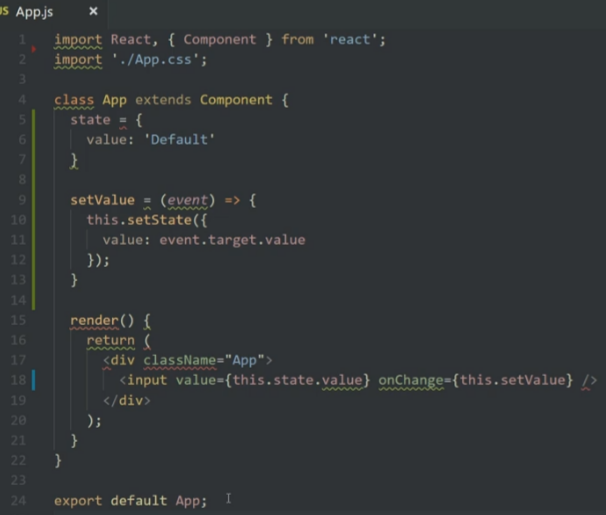 JS App.js ×
1 import React, { Component } from 'react';
2 import './App.css';
3
4 class App extends Component {
5 state = {
6 value: 'Default'
7 }
8
9 setValue = (event) => {
10 this.setState({
11 value: event.target.value
12 });
13 }
14
15 render() {
16 return (
17 <div className="App">
18 <input value={this.state.value} onChange={this.setValue} />
19 </div>
20 );
21 }
22 }
23
24 export default App;